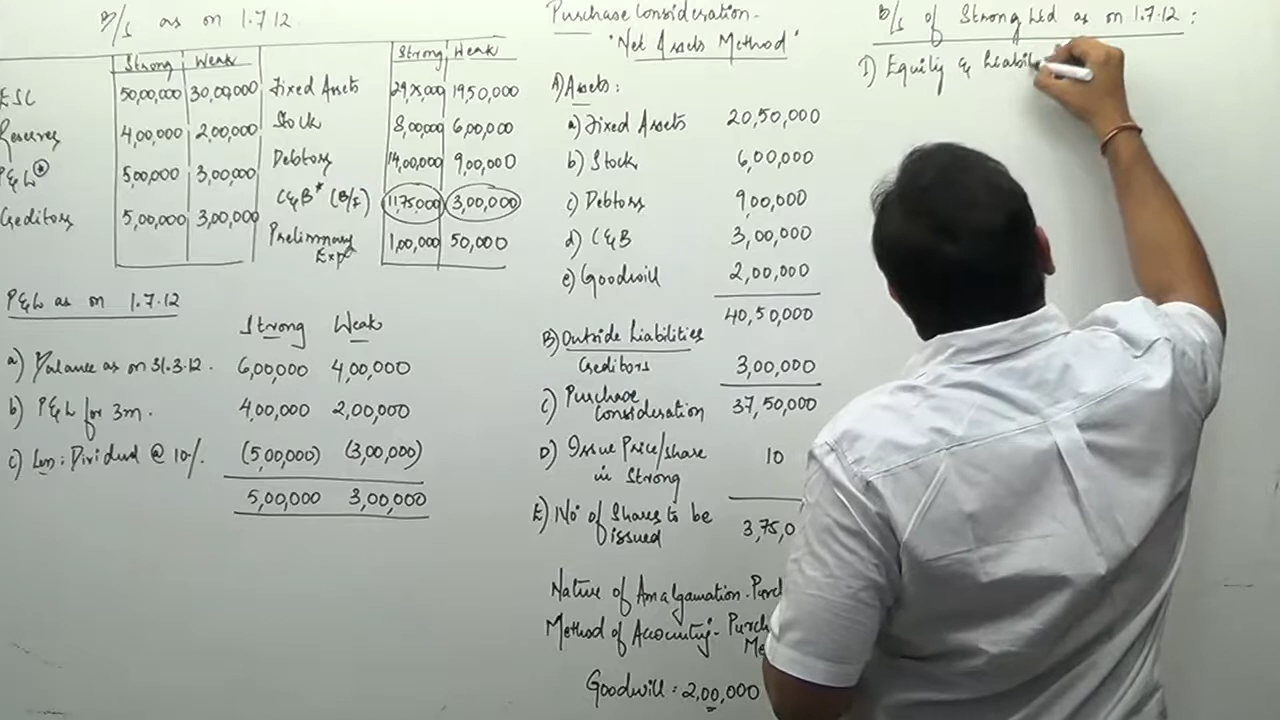 B/S as on 1.7.12
Strong Weak Strong Weak
ESC 50,00,000 30,00,000 Fixed Assets 29,25,000 19,50,000
Reserves 4,00,000 2,00,000 Stock 8,00,000 6,00,000
P&L* 5,00,000 3,00,000 Debtors 14,00,000 9,00,000
Creditors 5,00,000 3,00,000 C&B* (B/f) 11,75,000 3,00,000
Preliminary 1,00,000 50,000
Exp
P&L as on 1.7.12
Strong Weak
a) Balance as on 31.3.12. 6,00,000 4,00,000
b) P&L for 3m. 4,00,000 2,00,000
c) Less: Dividend @ 10%. (5,00,000) (3,00,000)
5,00,000 3,00,000
Purchase Consideration -
"Net Assets Method"
A) Assets:
a) Fixed Assets 20,50,000
b) Stock 6,00,000
c) Debtors 9,00,000
d) C&B 3,00,000
e) Goodwill 2,00,000
40,50,000
B) Outside Liabilities
Creditors 3,00,000
C) Purchase
Consideration 37,50,000
D) Issue Price/share 10
in Strong
E) No of Shares to be
issued 3,75,0
Nature of Amalgamation - Purch
Method of Accounting - Purch
Me
Goodwill = 2,00,000
B/S of Strong Ltd as on 1.7.12 :
I) Equity & Liabil